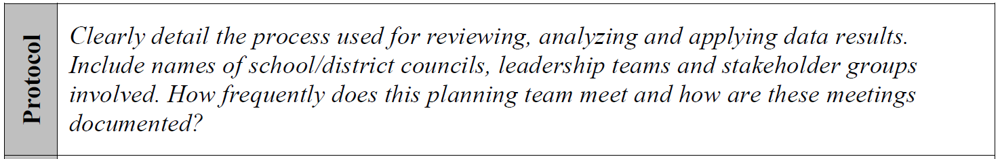 Protocol
Clearly detail the process used for reviewing, analyzing and applying data results.
Include names of school/district councils, leadership teams and stakeholder groups
involved. How frequently does this planning team meet and how are these meetings
documented?